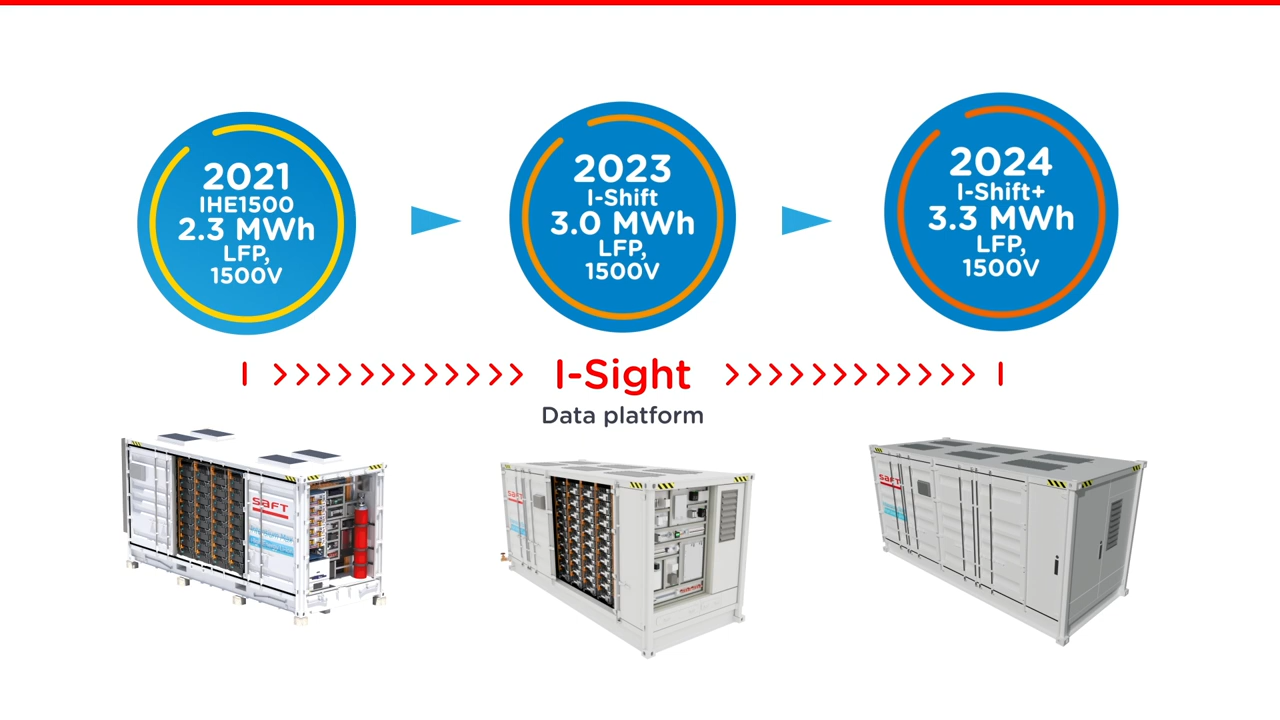 2021
IHE1500
2.3 MWh
LFP,
1500V
2023
I-Shift
3.0 MWh
LFP,
1500V
2024
I-Shift+
3.3 MWh
LFP,
1500V
I-Sight
Data platform
saft
saft
saft